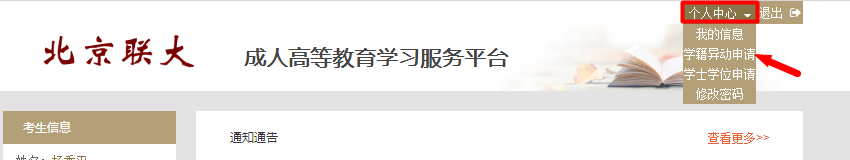 个人中心 退出
我的信息
北京联大 成人高等教育学习服务平台
学籍异动申请
学士学位申请
修改密码
考生信息
通知通告 查看更多>>
姓名：